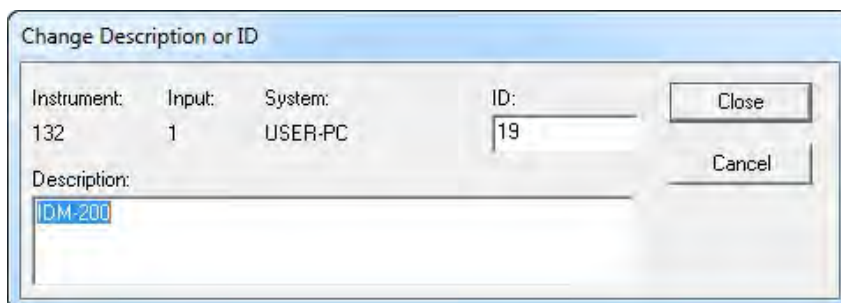 Change Description or ID
Instrument: Input: System: ID: Close
132 1 USER-PC 19
Cancel
Description:
IDM-200